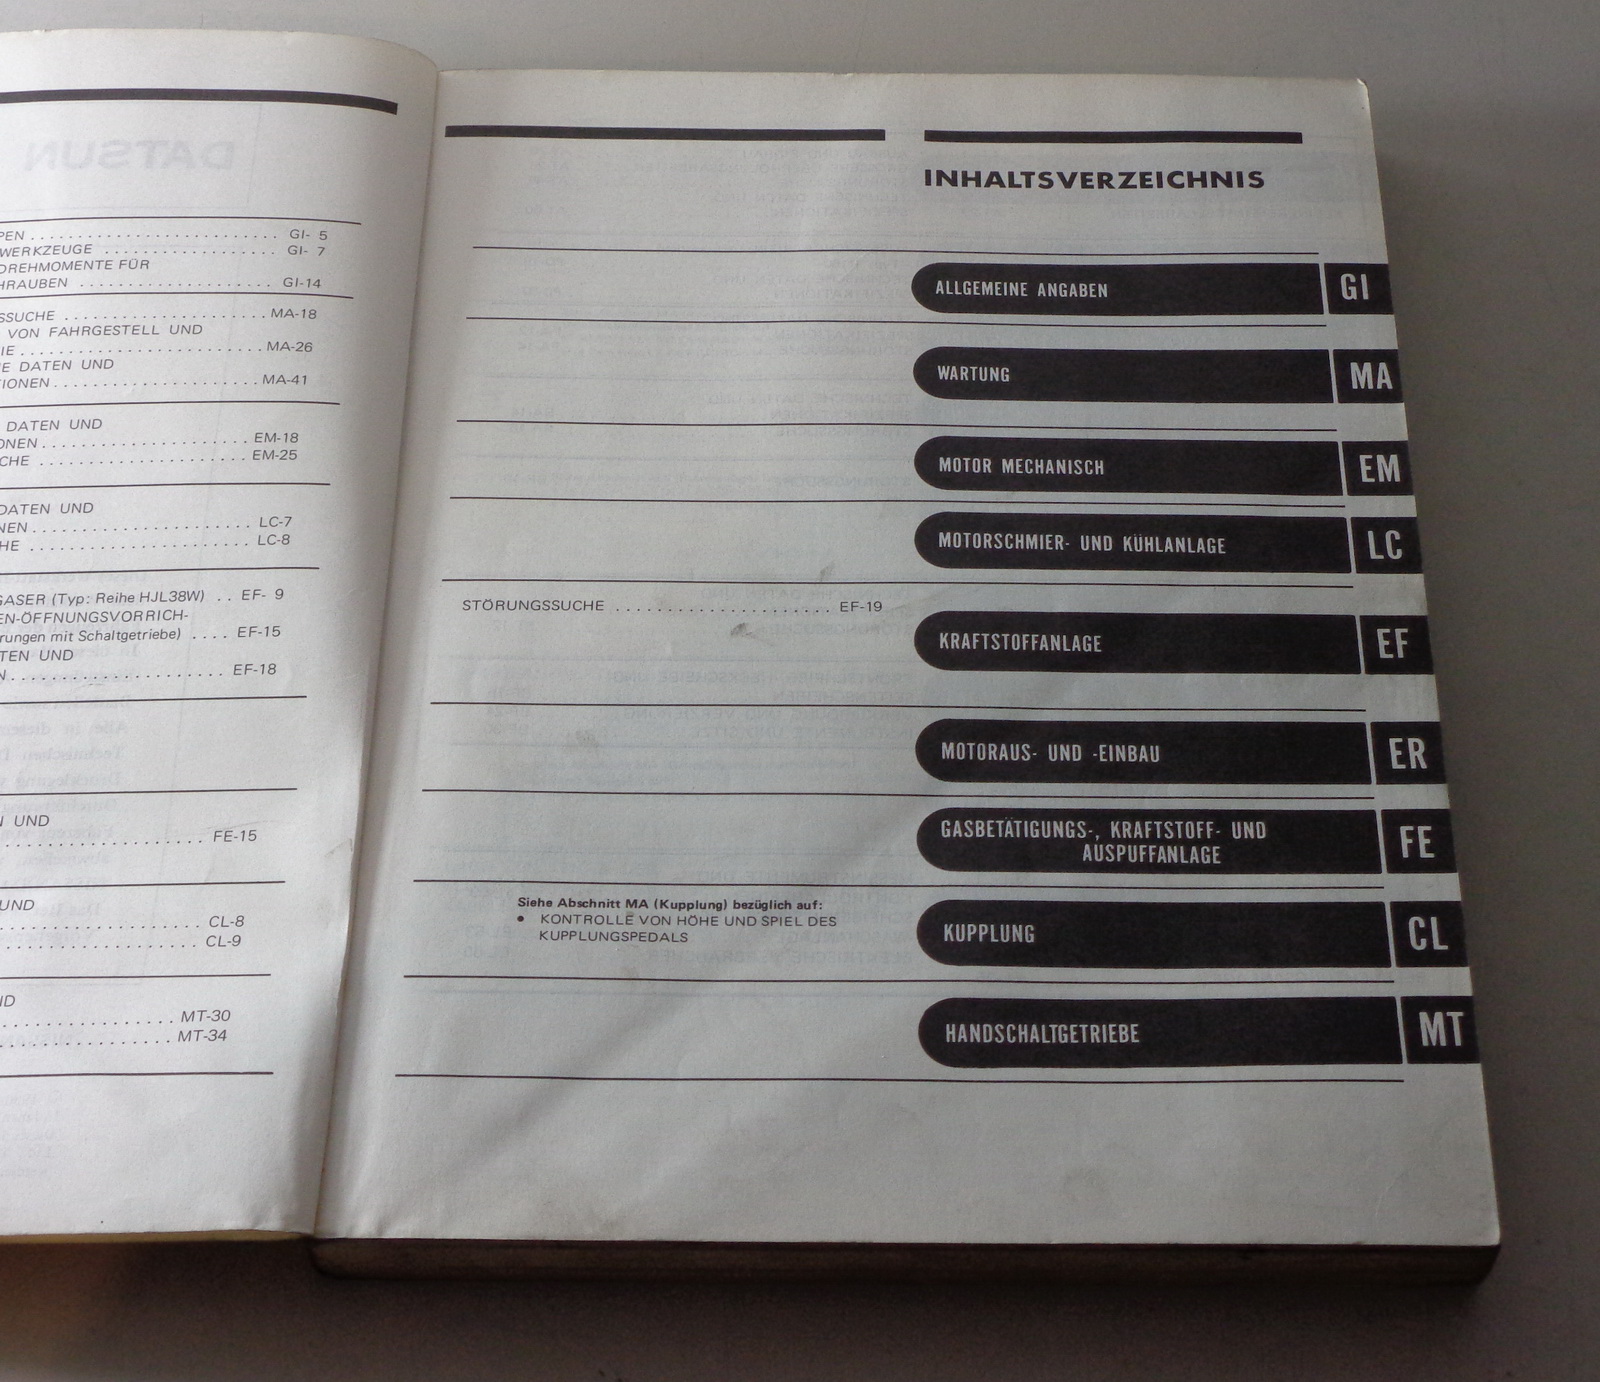 DATSUN
PEN .......................... GI- 5
WERKZEUGE .................. GI- 7
DREHMOMENTE FÜR
HRAUBEN .................... GI-14
SSUCHE ........................ MA-18
VON FAHRGESTELL UND
IE ............................. MA-26
E DATEN UND
IONEN ........................ MA-41
DATEN UND
ONEN ........................ EM-18
CHE ........................ EM-25
DATEN UND
NEN ......................... LC-7
HE ......................... LC-8
GASER (Typ: Reihe HJL38W) .. EF- 9
EN-ÖFFNUNGSVORRICH-
rungen mit Schaltgetriebe) .... EF-15
TEN UND
N ......................... EF-18
N UND
........................ FE-15
UND
........................ CL-8
........................ CL-9
ND
..................... MT-30
..................... MT-34
INHALTSVERZEICHNIS
ALLGEMEINE ANGABEN GI
WARTUNG MA
MOTOR MECHANISCH EM
MOTORSCHMIER- UND KÜHLANLAGE LC
STÖRUNGSSUCHE ........................ EF-19
KRAFTSTOFFANLAGE EF
MOTORAUS- UND -EINBAU ER
GASBETÄTIGUNGS-, KRAFTSTOFF- UND
AUSPUFFANLAGE FE
Siehe Abschnitt MA (Kupplung) bezüglich auf:
• KONTROLLE VON HÖHE UND SPIEL DES
KUPPLUNGSPEDALS
KUPPLUNG CL
HANDSCHALTGETRIEBE MT